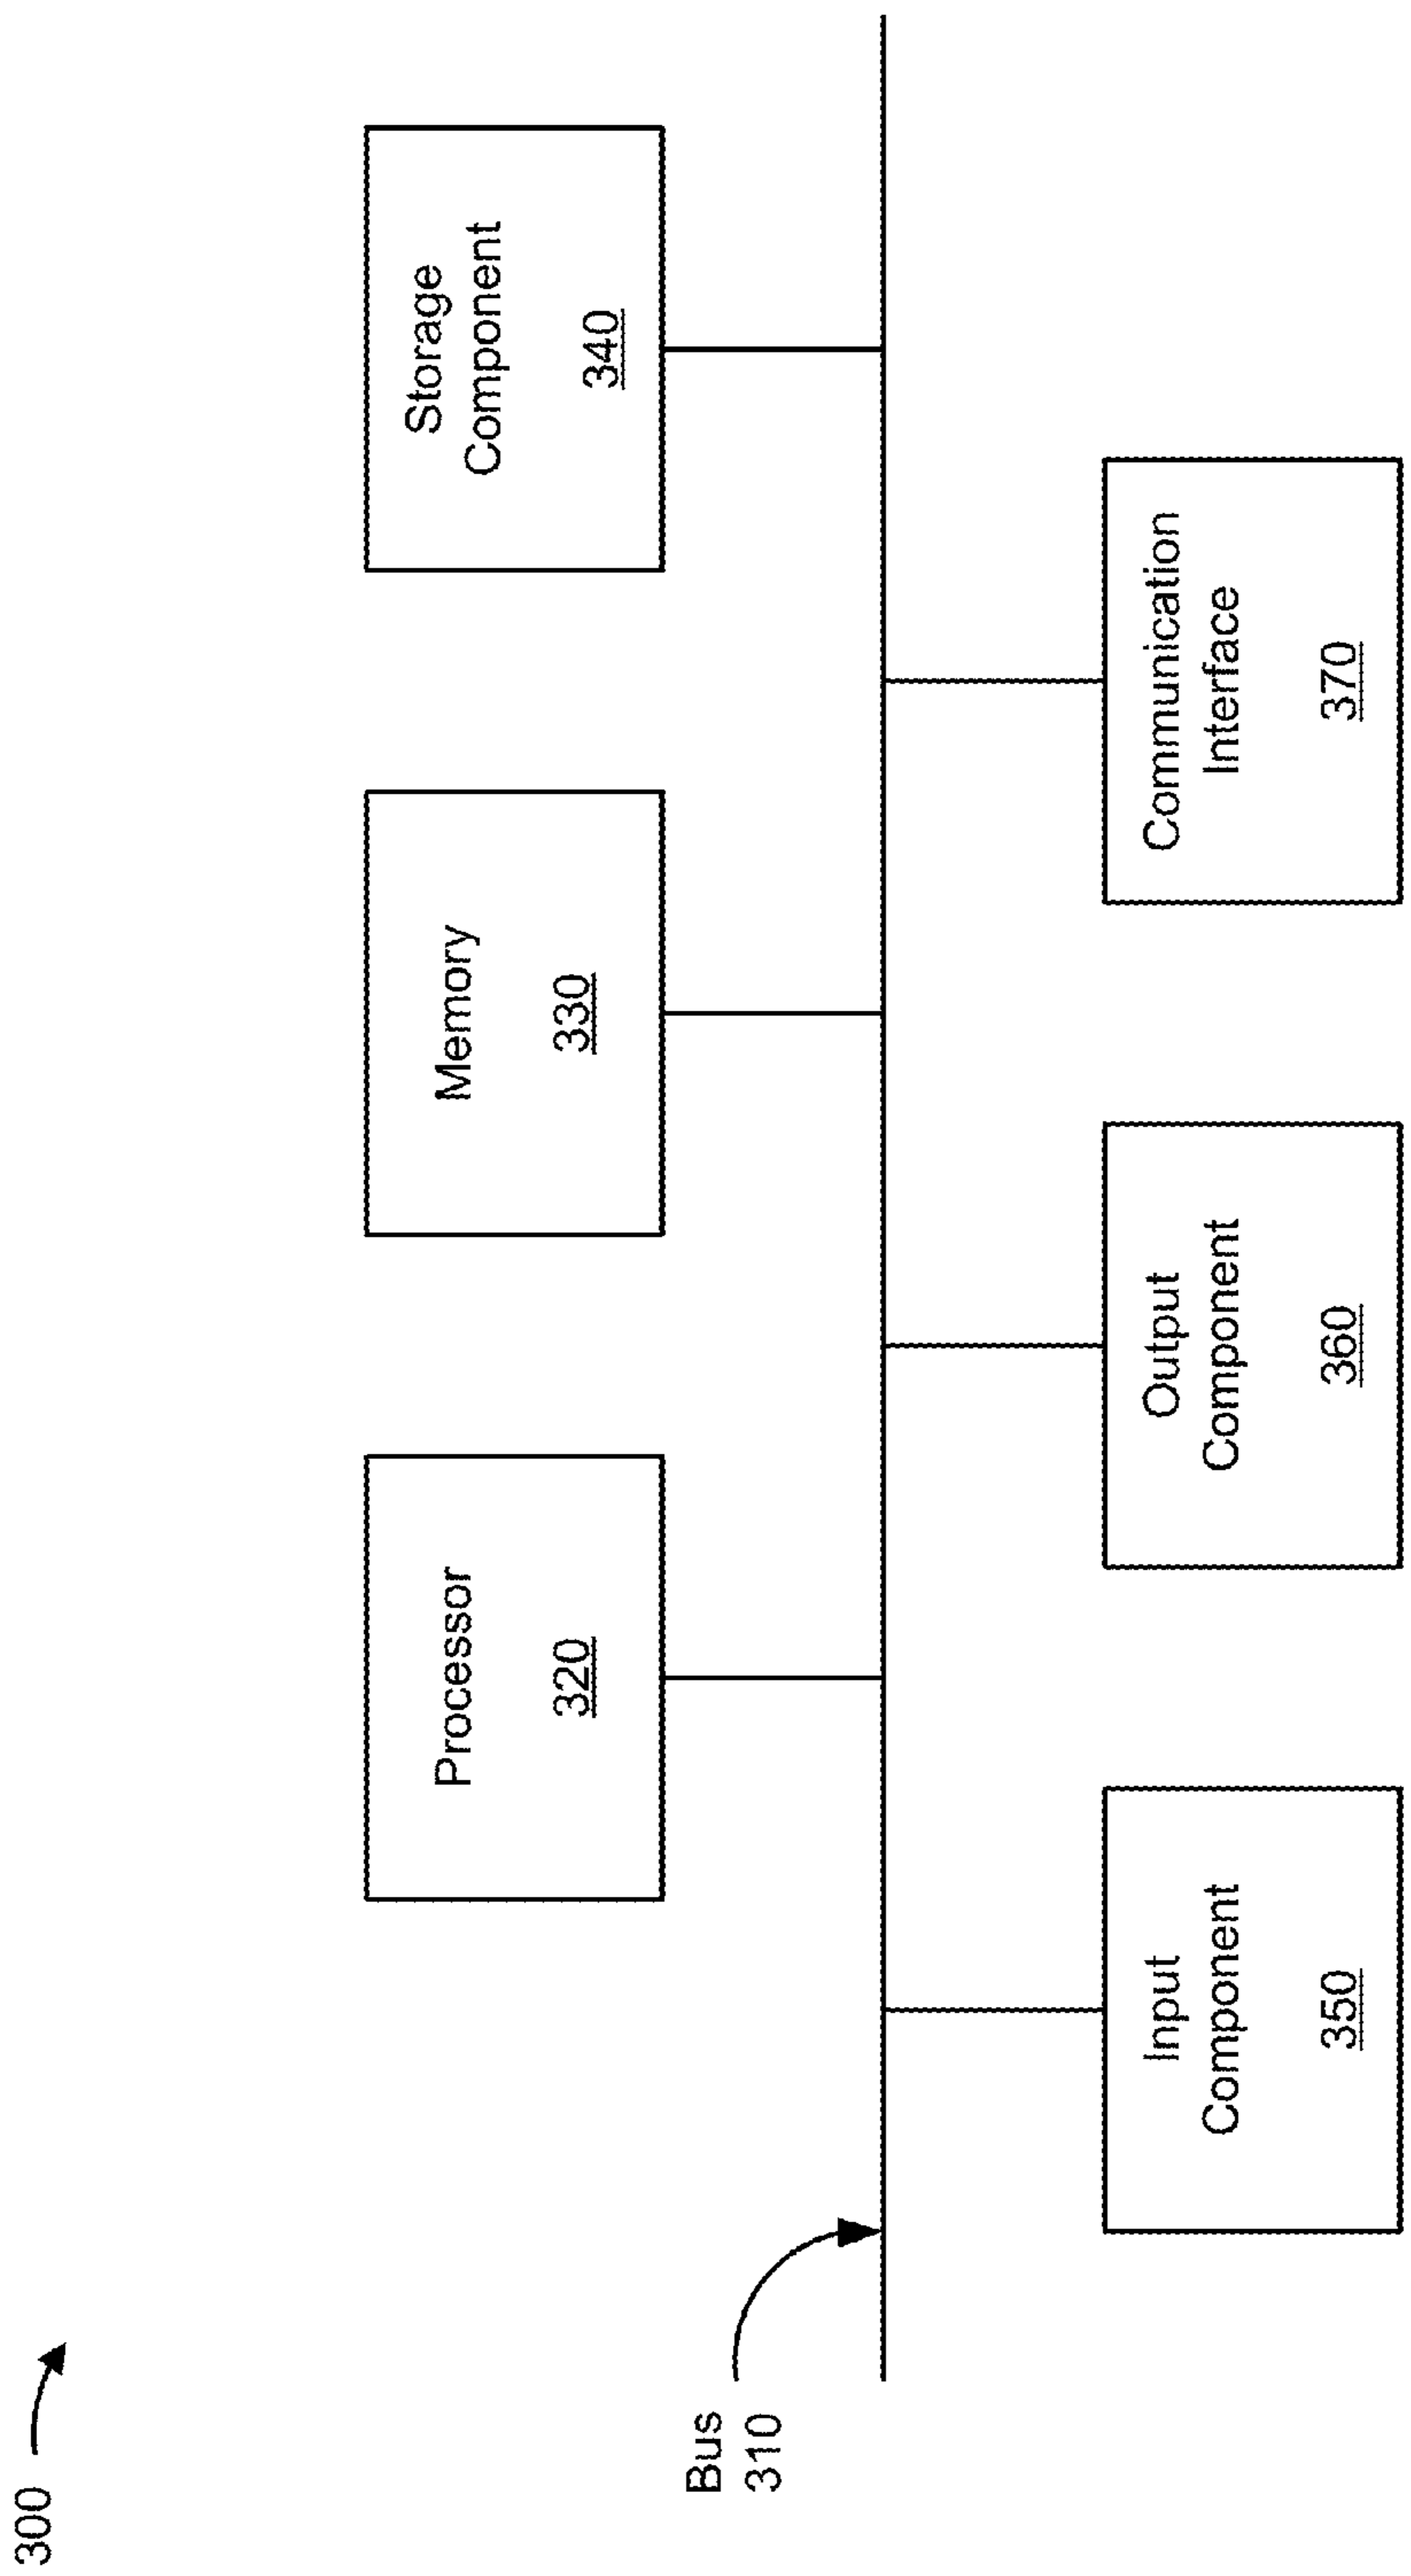 300
Bus
310
Processor
320
Memory
330
Storage
Component
340
Input
Component
350
Output
Component
360
Communication
Interface
370